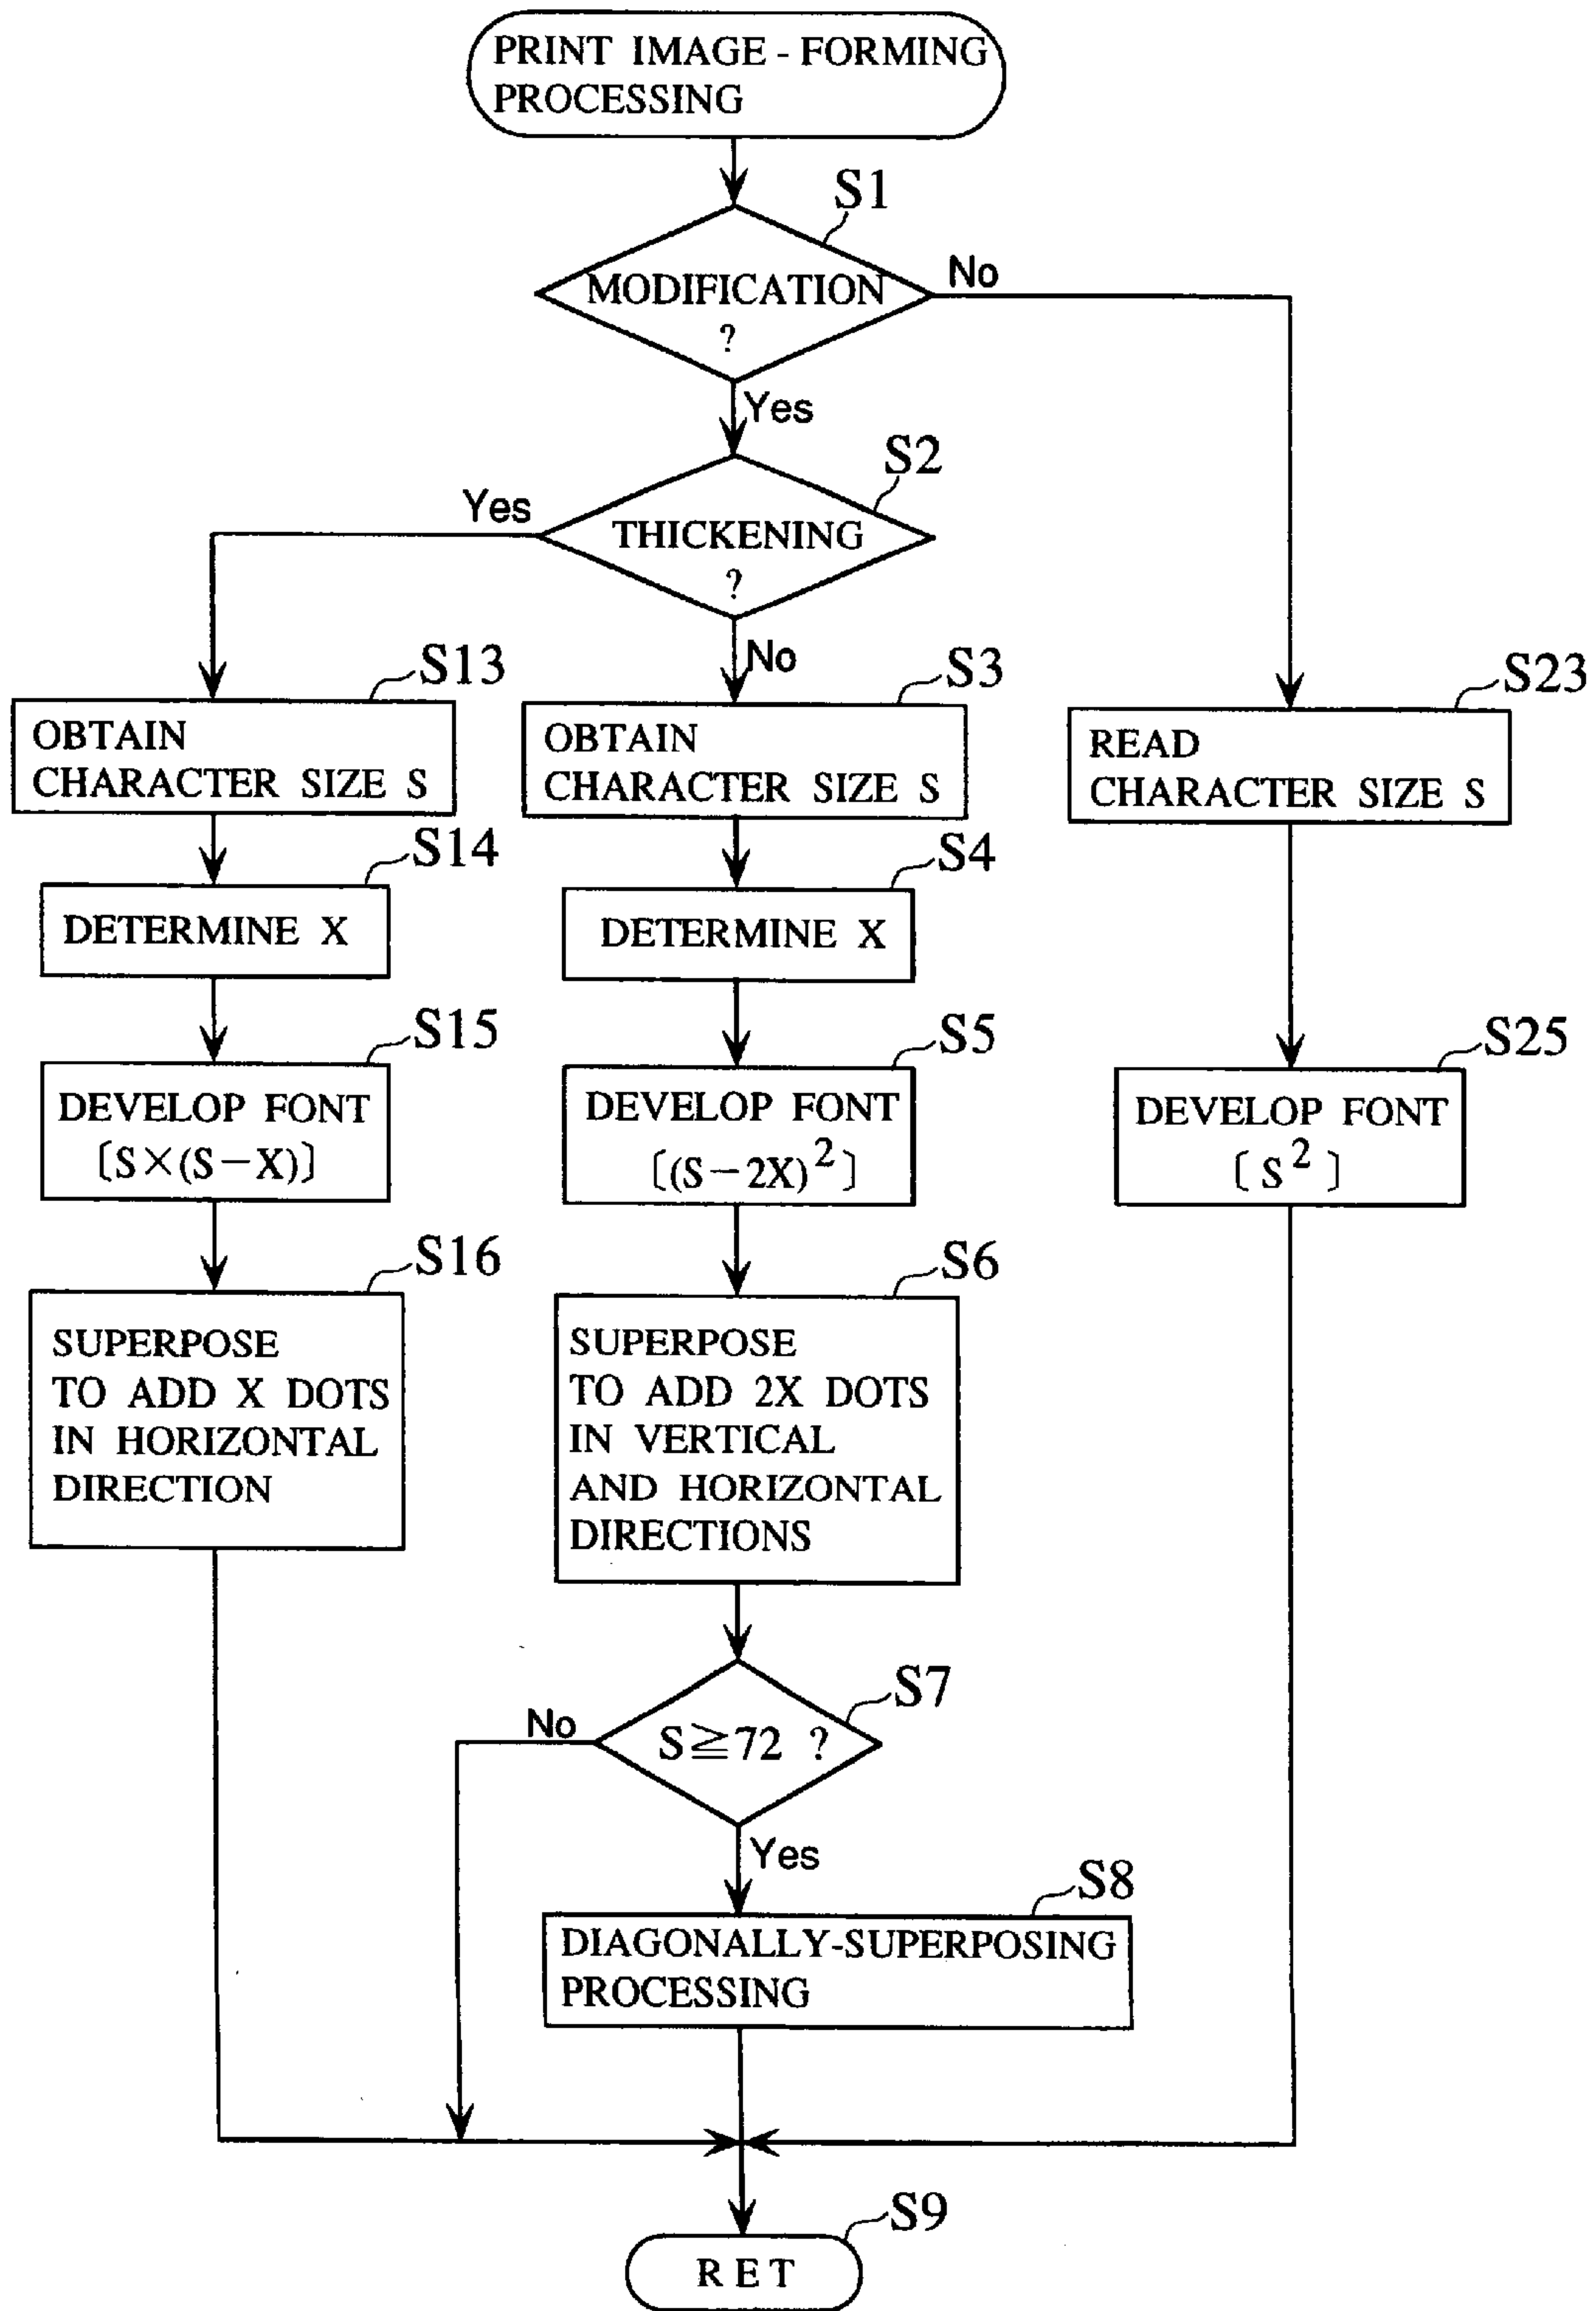 PRINT IMAGE - FORMING
PROCESSING
S1
MODIFICATION
?
No
Yes
S2
THICKENING
?
Yes
No
S13
OBTAIN
CHARACTER SIZE S
S3
OBTAIN
CHARACTER SIZE S
S23
READ
CHARACTER SIZE S
S14
DETERMINE X
S4
DETERMINE X
S15
DEVELOP FONT
〔S×(S−X)〕
S5
DEVELOP FONT
〔(S−2X)²〕
S25
DEVELOP FONT
〔S²〕
S16
SUPERPOSE
TO ADD X DOTS
IN HORIZONTAL
DIRECTION
S6
SUPERPOSE
TO ADD 2X DOTS
IN VERTICAL
AND HORIZONTAL
DIRECTIONS
S7
S≧72 ?
No
Yes
S8
DIAGONALLY-SUPERPOSING
PROCESSING
S9
RET